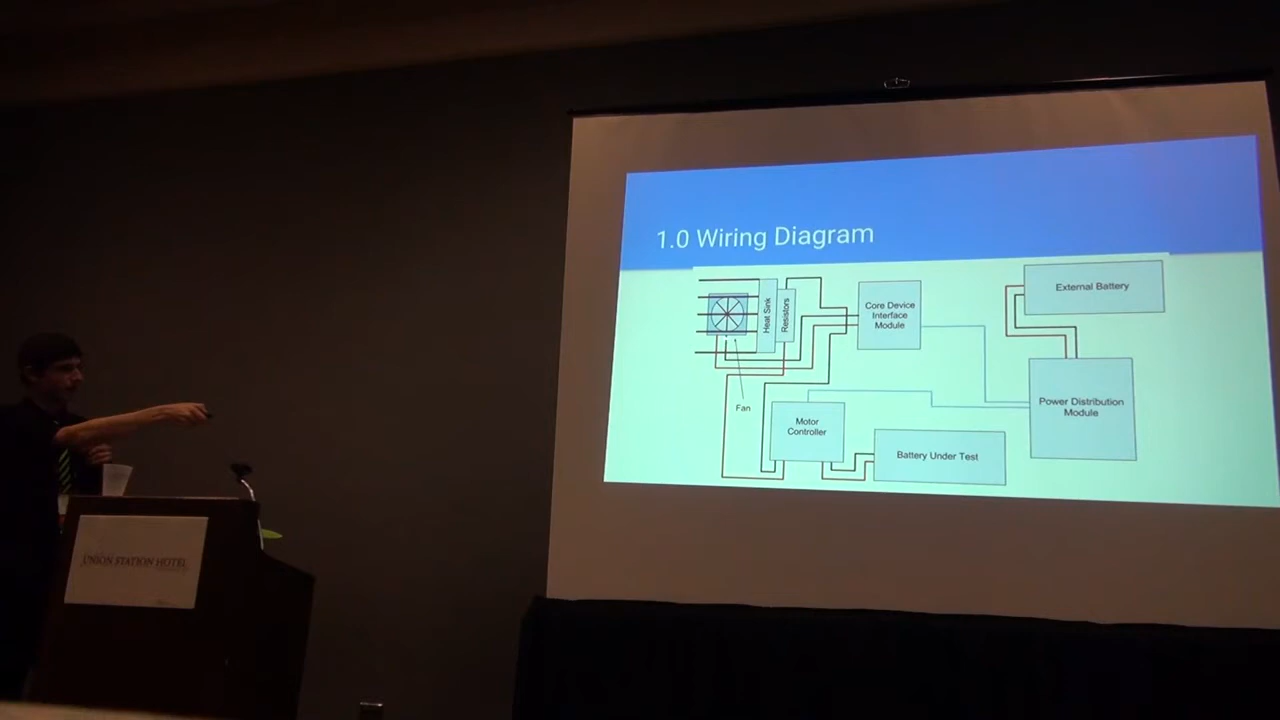 1.0 Wiring Diagram
Heat Sink
Resistors
Core Device
Interface
Module
External Battery
Fan
Motor
Controller
Battery Under Test
Power Distribution
Module
UNION STATION HOTEL